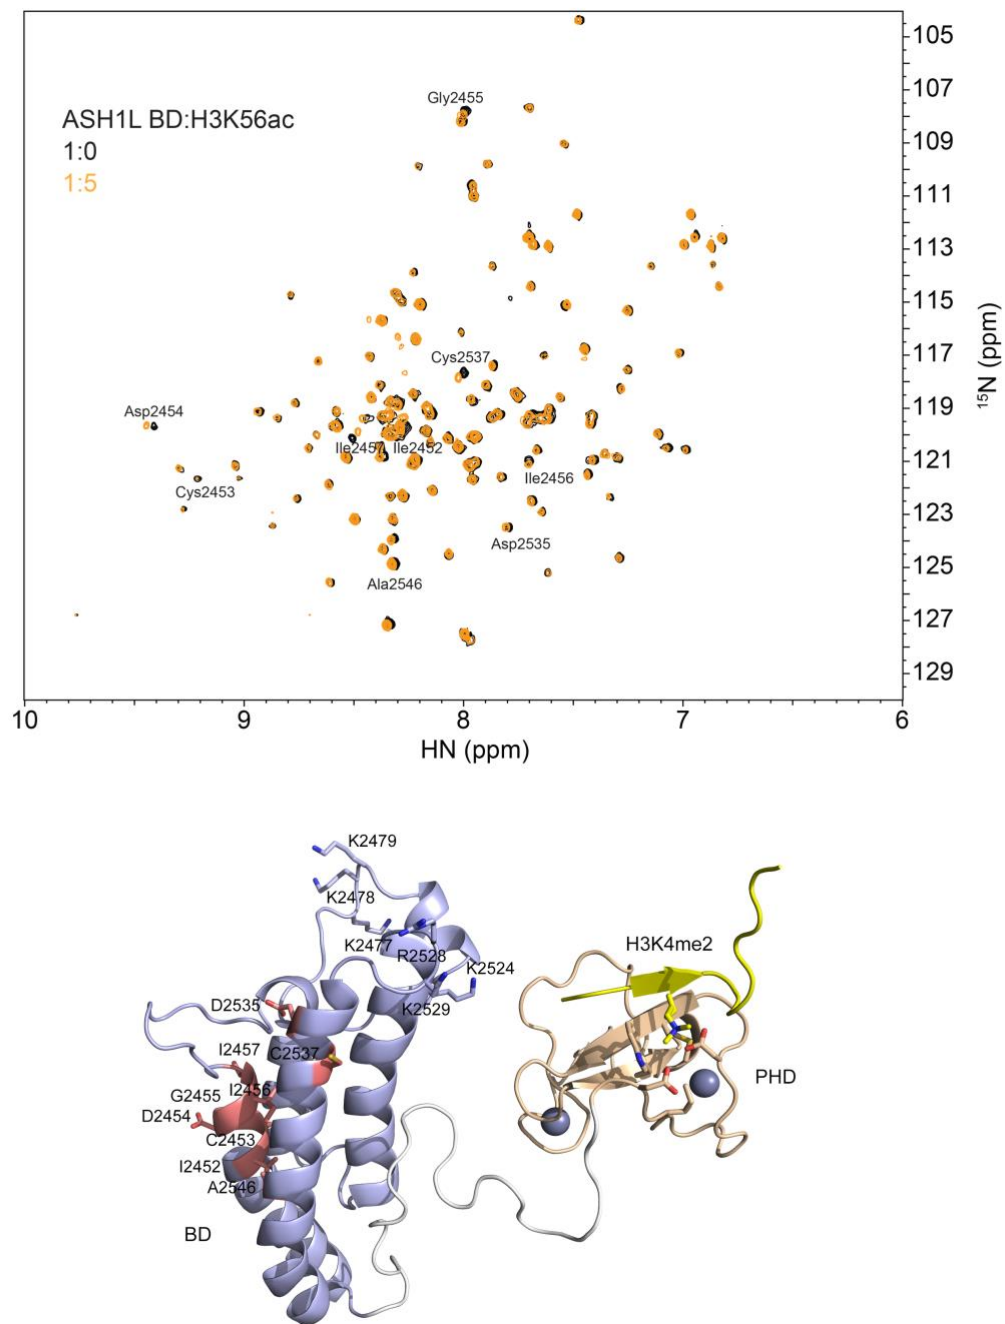 ASH1L BD:H3K56ac
1:0
1:5
Gly2455
Cys2537
Asp2454
Ile2457 Ile2452
Cys2453
Ile2456
Asp2535
Ala2546
105
107
109
111
113
115
117
119
121
123
125
127
129
¹⁵N (ppm)
10 9 8 7 6
HN (ppm)
K2479
K2478
K2477
R2528
K2524
K2529
H3K4me2
D2535
C2537
I2457
I2456
G2455
D2454
C2453
I2452
A2546
BD
PHD